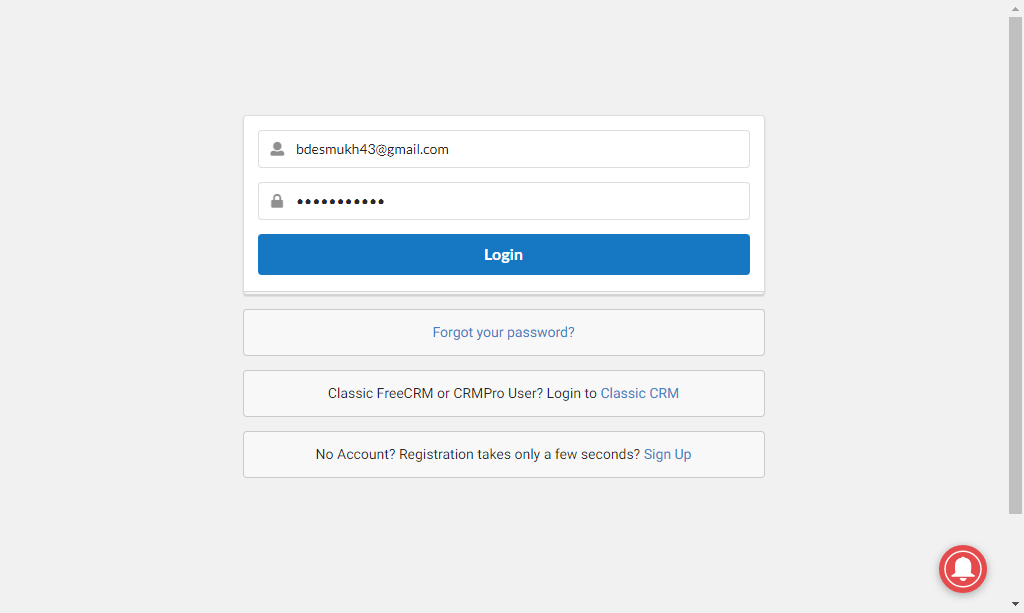 bdesmukh43@gmail.com
•••••••••••
Login
Forgot your password?
Classic FreeCRM or CRMPro User? Login to Classic CRM
No Account? Registration takes only a few seconds? Sign Up